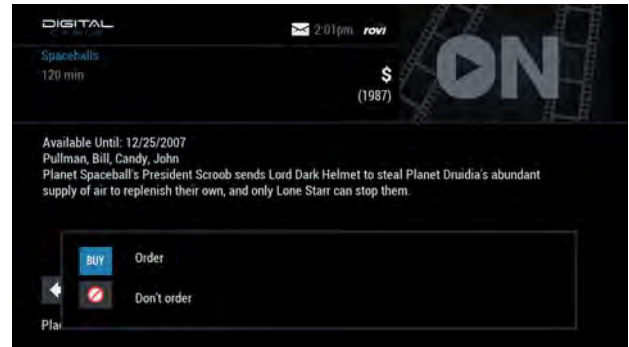 DIGITAL
CABLE
2:01pm rovi
Spaceballs
120 min
$
(1987)
ON
Available Until: 12/25/2007
Pullman, Bill, Candy, John
Planet Spaceball's President Scroob sends Lord Dark Helmet to steal Planet Druidia's abundant
supply of air to replenish their own, and only Lone Starr can stop them.
BUY Order
Don't order
Pla